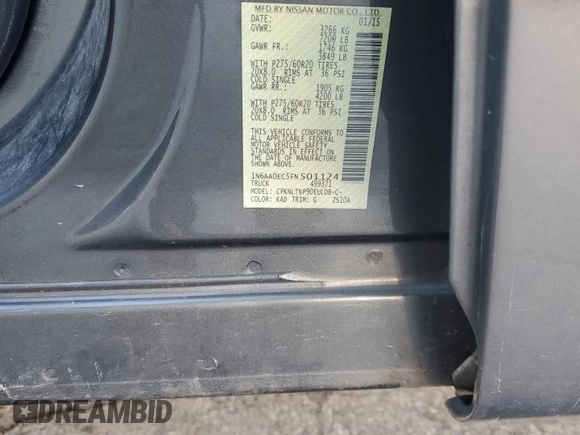 MFD BY NISSAN MOTOR CO., LTD.
DATE: 01/15
GVWR: 3266 KG
7200 LB
GAWR FR.: 1746 KG
3849 LB
WITH P275/60R20 TIRES
20X8.0 RIMS AT 36 PSI
COLD SINGLE
GAWR RR.: 1905 KG
4200 LB
WITH P275/60R20 TIRES
20X8.0 RIMS AT 36 PSI
COLD SINGLE
THIS VEHICLE CONFORMS TO
ALL APPLICABLE FEDERAL
MOTOR VEHICLE SAFETY
STANDARDS IN EFFECT ON
THE DATE OF MANUFACTURE
SHOWN ABOVE.
1N6AA0EC5FN501124
TRUCK 499371
MODEL: CPKNLTNP90EULDB-C-
COLOR: KAD TRIM: G ZS10A
DREAMBID